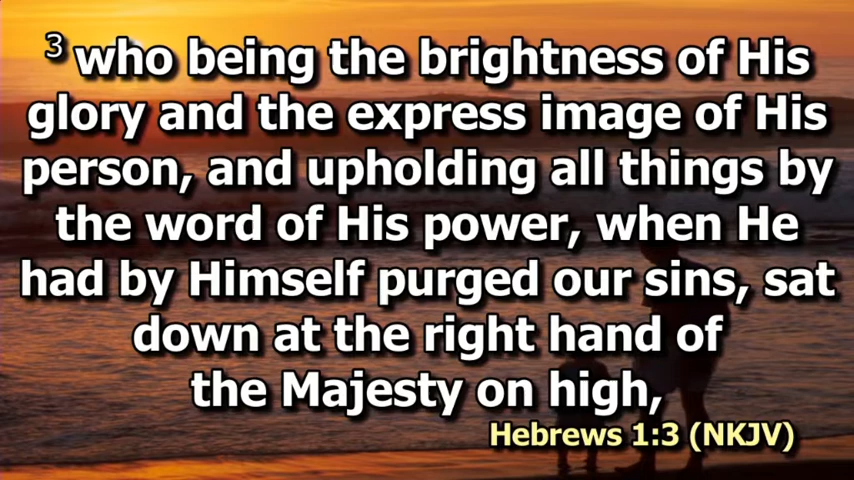 3 who being the brightness of His
glory and the express image of His
person, and upholding all things by
the word of His power, when He
had by Himself purged our sins, sat
down at the right hand of
the Majesty on high,
Hebrews 1:3 (NKJV)